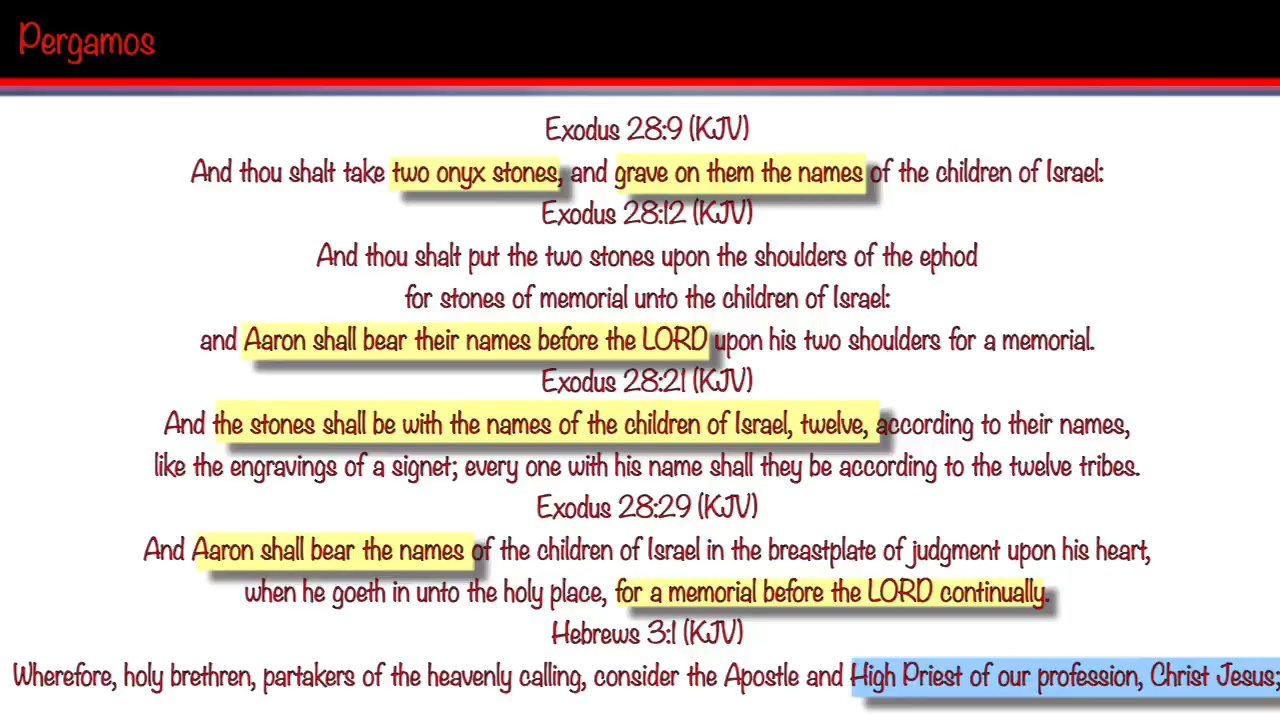 Pergamos
Exodus 28:9 (KJV)
And thou shalt take two onyx stones, and grave on them the names of the children of Israel:
Exodus 28:12 (KJV)
And thou shalt put the two stones upon the shoulders of the ephod
for stones of memorial unto the children of Israel:
and Aaron shall bear their names before the LORD upon his two shoulders for a memorial.
Exodus 28:21 (KJV)
And the stones shall be with the names of the children of Israel, twelve, according to their names,
like the engravings of a signet; every one with his name shall they be according to the twelve tribes.
Exodus 28:29 (KJV)
And Aaron shall bear the names of the children of Israel in the breastplate of judgment upon his heart,
when he goeth in unto the holy place, for a memorial before the LORD continually.
Hebrews 3:1 (KJV)
Wherefore, holy brethren, partakers of the heavenly calling, consider the Apostle and High Priest of our profession, Christ Jesus;